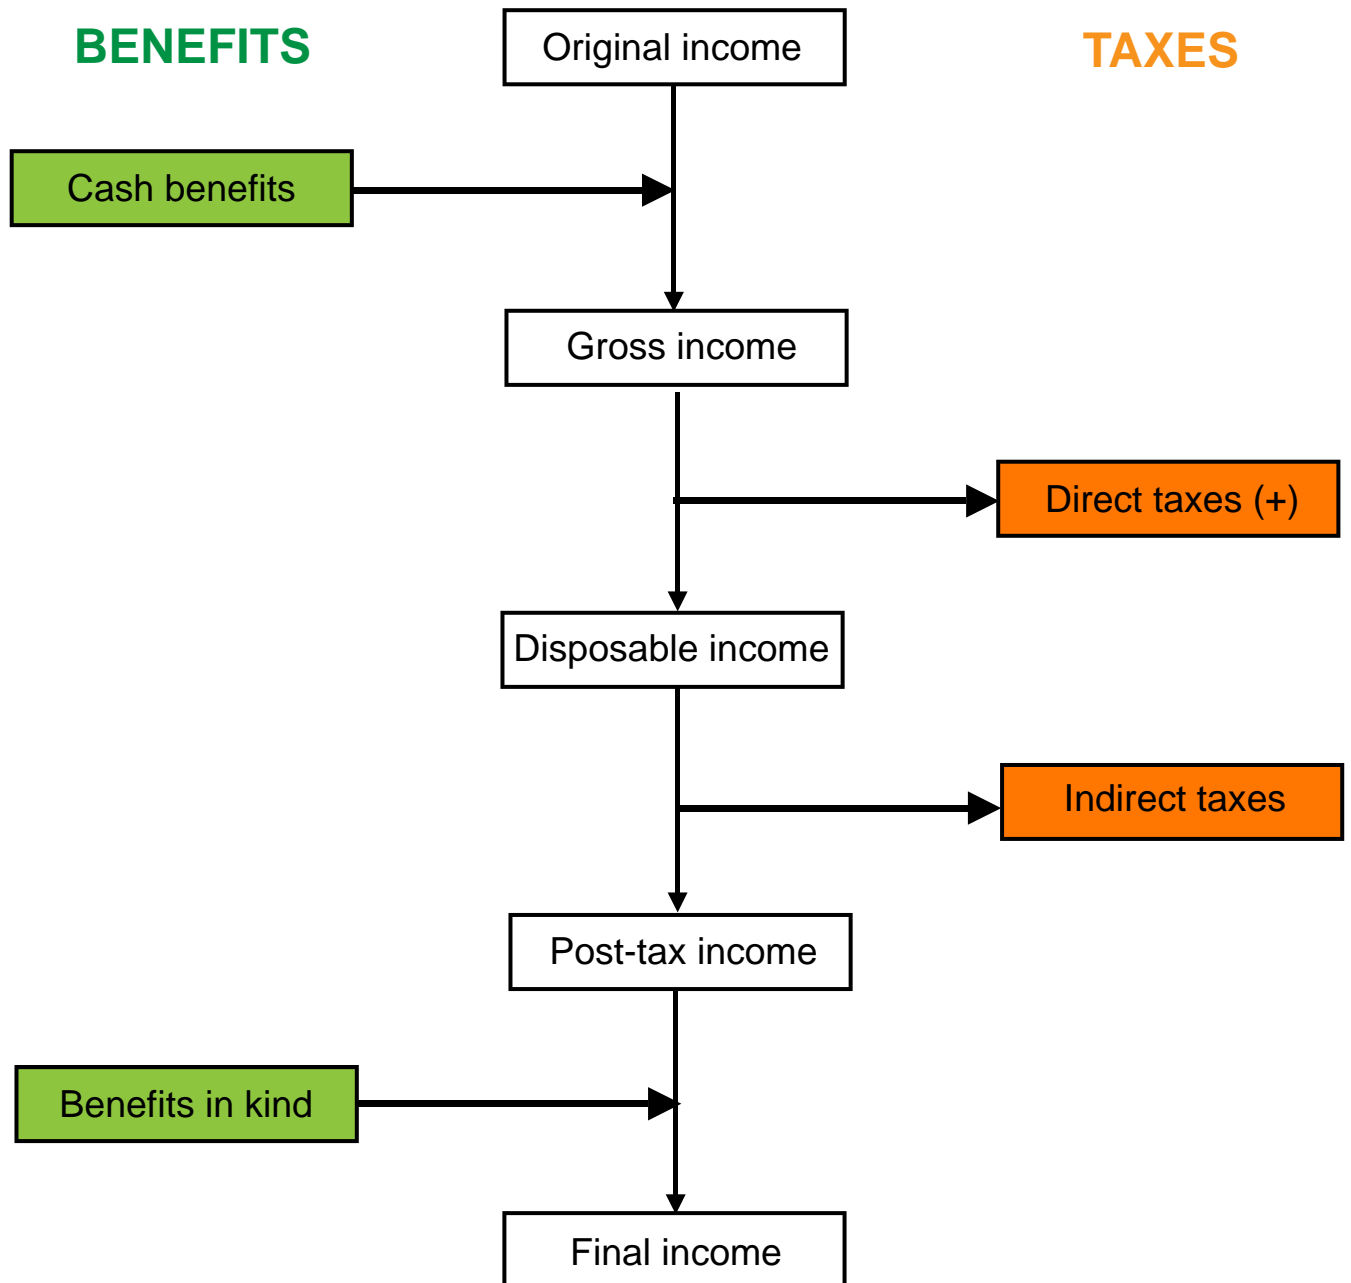 BENEFITS
Original income
TAXES
Cash benefits
Gross income
Direct taxes (+)
Disposable income
Indirect taxes
Post-tax income
Benefits in kind
Final income